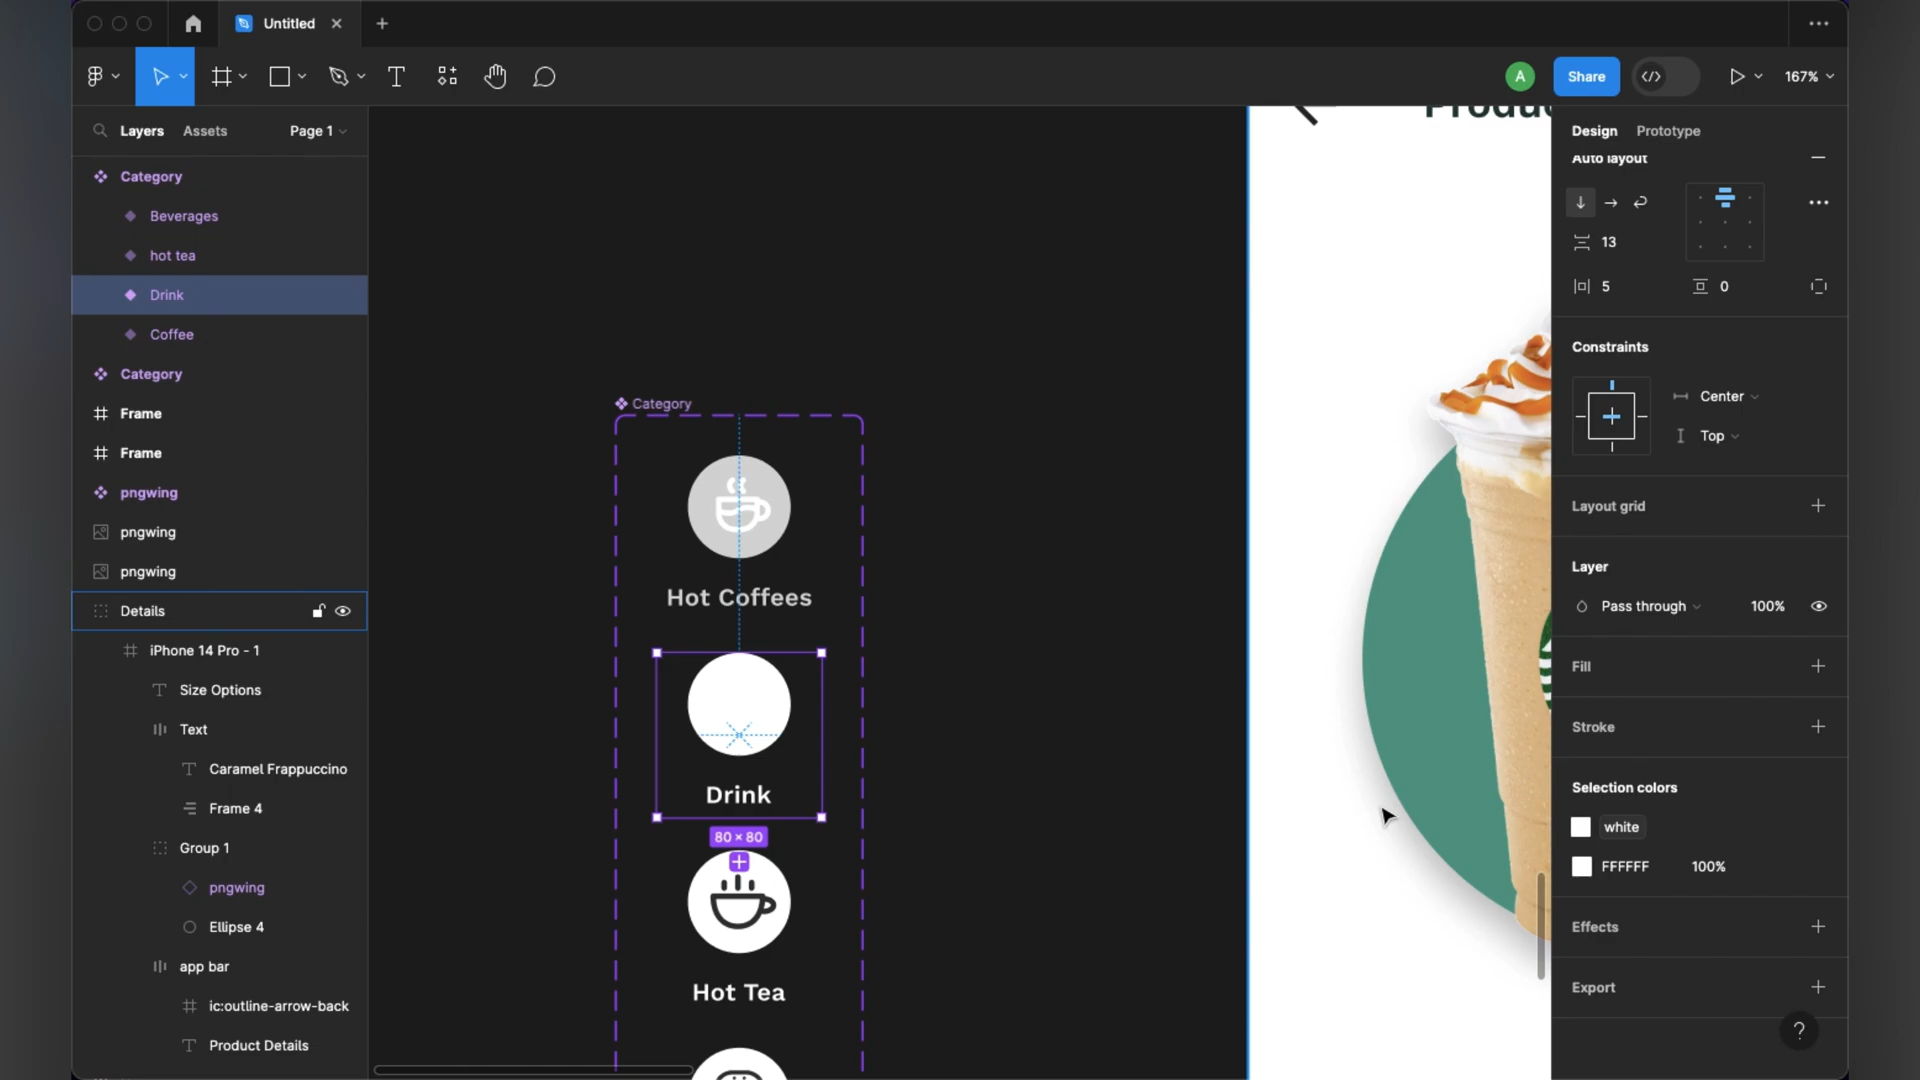 Untitled
A
Share
167%
Layers
Assets
Page 1
Category
Beverages
hot tea
Drink
Coffee
Category
Frame
Frame
pngwing
pngwing
pngwing
Details
iPhone 14 Pro - 1
Size Options
Text
Caramel Frappuccino
Frame 4
Group 1
pngwing
Ellipse 4
app bar
ic:outline-arrow-back
Product Details
Category
Hot Coffees
Drink
80 × 80
Hot Tea
Design
Prototype
Auto layout
13
5
0
Constraints
Center
Top
Layout grid
Layer
Pass through
100%
Fill
Stroke
Selection colors
white
FFFFFF
100%
Effects
Export
?